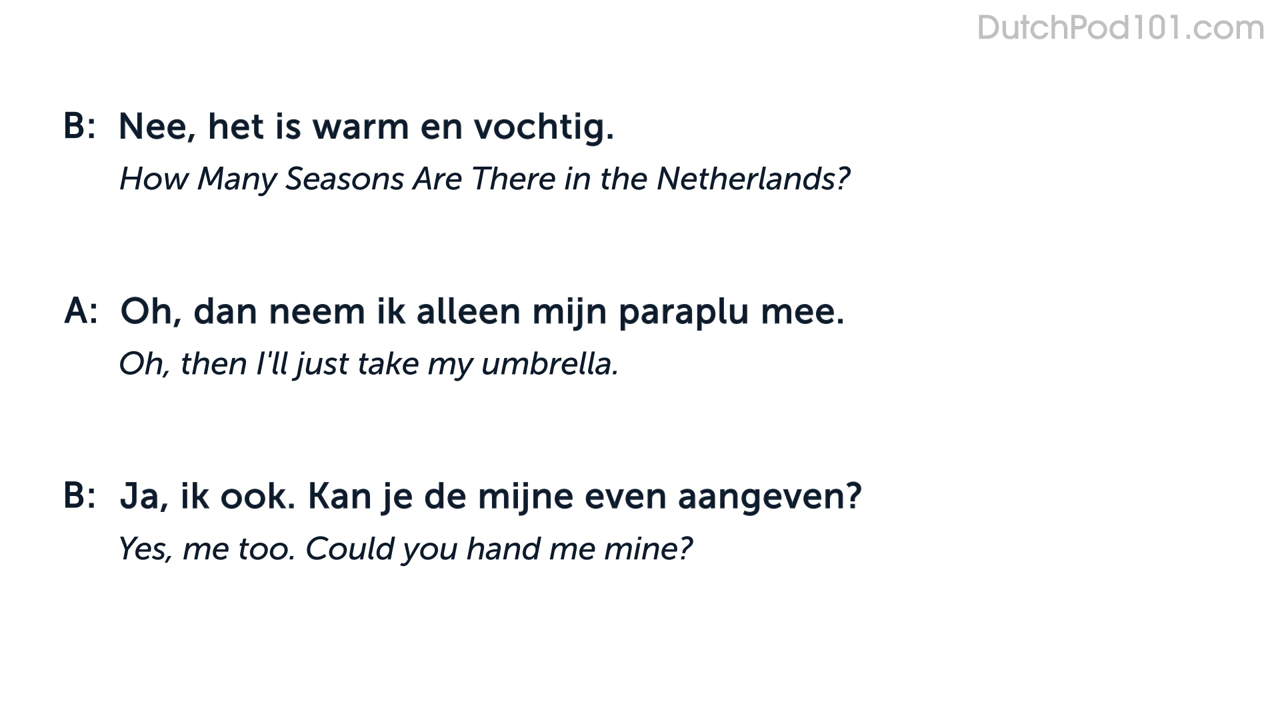 DutchPod101.com
B: Nee, het is warm en vochtig.
How Many Seasons Are There in the Netherlands?
A: Oh, dan neem ik alleen mijn paraplu mee.
Oh, then I'll just take my umbrella.
B: Ja, ik ook. Kan je de mijne even aangeven?
Yes, me too. Could you hand me mine?